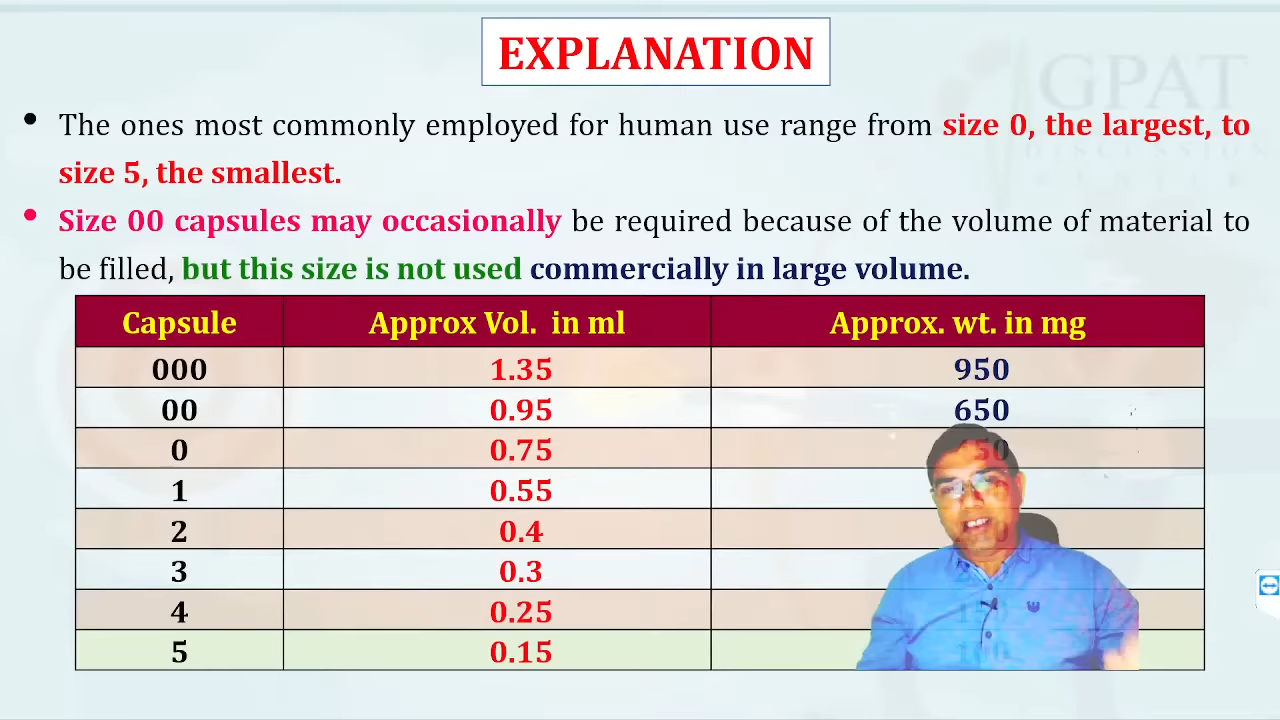 EXPLANATION
GPAT
DISCUSSION
CENTER
• The ones most commonly employed for human use range from size 0, the largest, to
size 5, the smallest.
• Size 00 capsules may occasionally be required because of the volume of material to
be filled, but this size is not used commercially in large volume.
Capsule Approx Vol. in ml Approx. wt. in mg
000 1.35 950
00 0.95 650
0 0.75
1 0.55
2 0.4
3 0.3
4 0.25
5 0.15